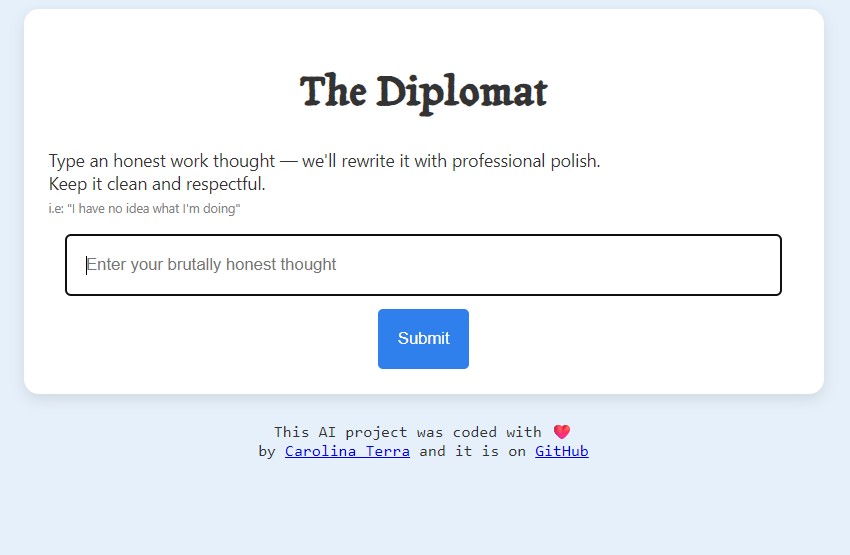 The Diplomat
Type an honest work thought — we'll rewrite it with professional polish.
Keep it clean and respectful.
i.e: "I have no idea what I'm doing"
Enter your brutally honest thought
Submit
This AI project was coded with ❤️
by Carolina Terra and it is on GitHub